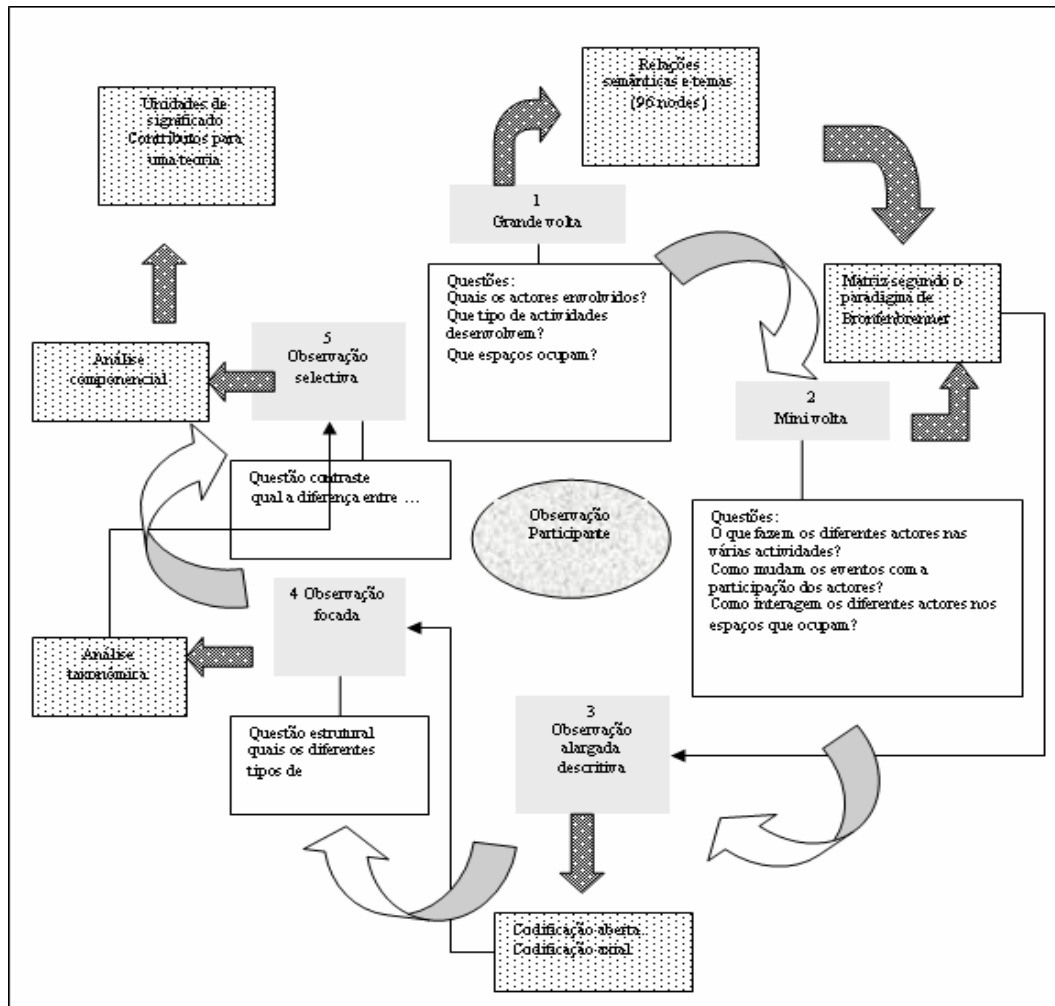 Relações
semânticas e temas
(96 nodes)
Unidades de
significado
Contributos para
uma teoria
1
Grande volta
Questões:
Quais os actores envolvidos?
Que tipo de actividades
desenvolvem?
Que espaços ocupam?
Matriz segundo o
paradigma de
Bronfenbrenner
2
Mini volta
Questões:
O que fazem os diferentes actores nas
várias actividades?
Como mudam os eventos com a
participação dos actores?
Como interagem os diferentes actores nos
espaços que ocupam?
5
Observação
selectiva
Análise
componencial
Questão contraste
qual a diferença entre …
Observação
Participante
4 Observação
focada
Análise
taxonómica
Questão estrutural
quais os diferentes
tipos de
3
Observação
alargada
descritiva
Codificação aberta
Codificação axial